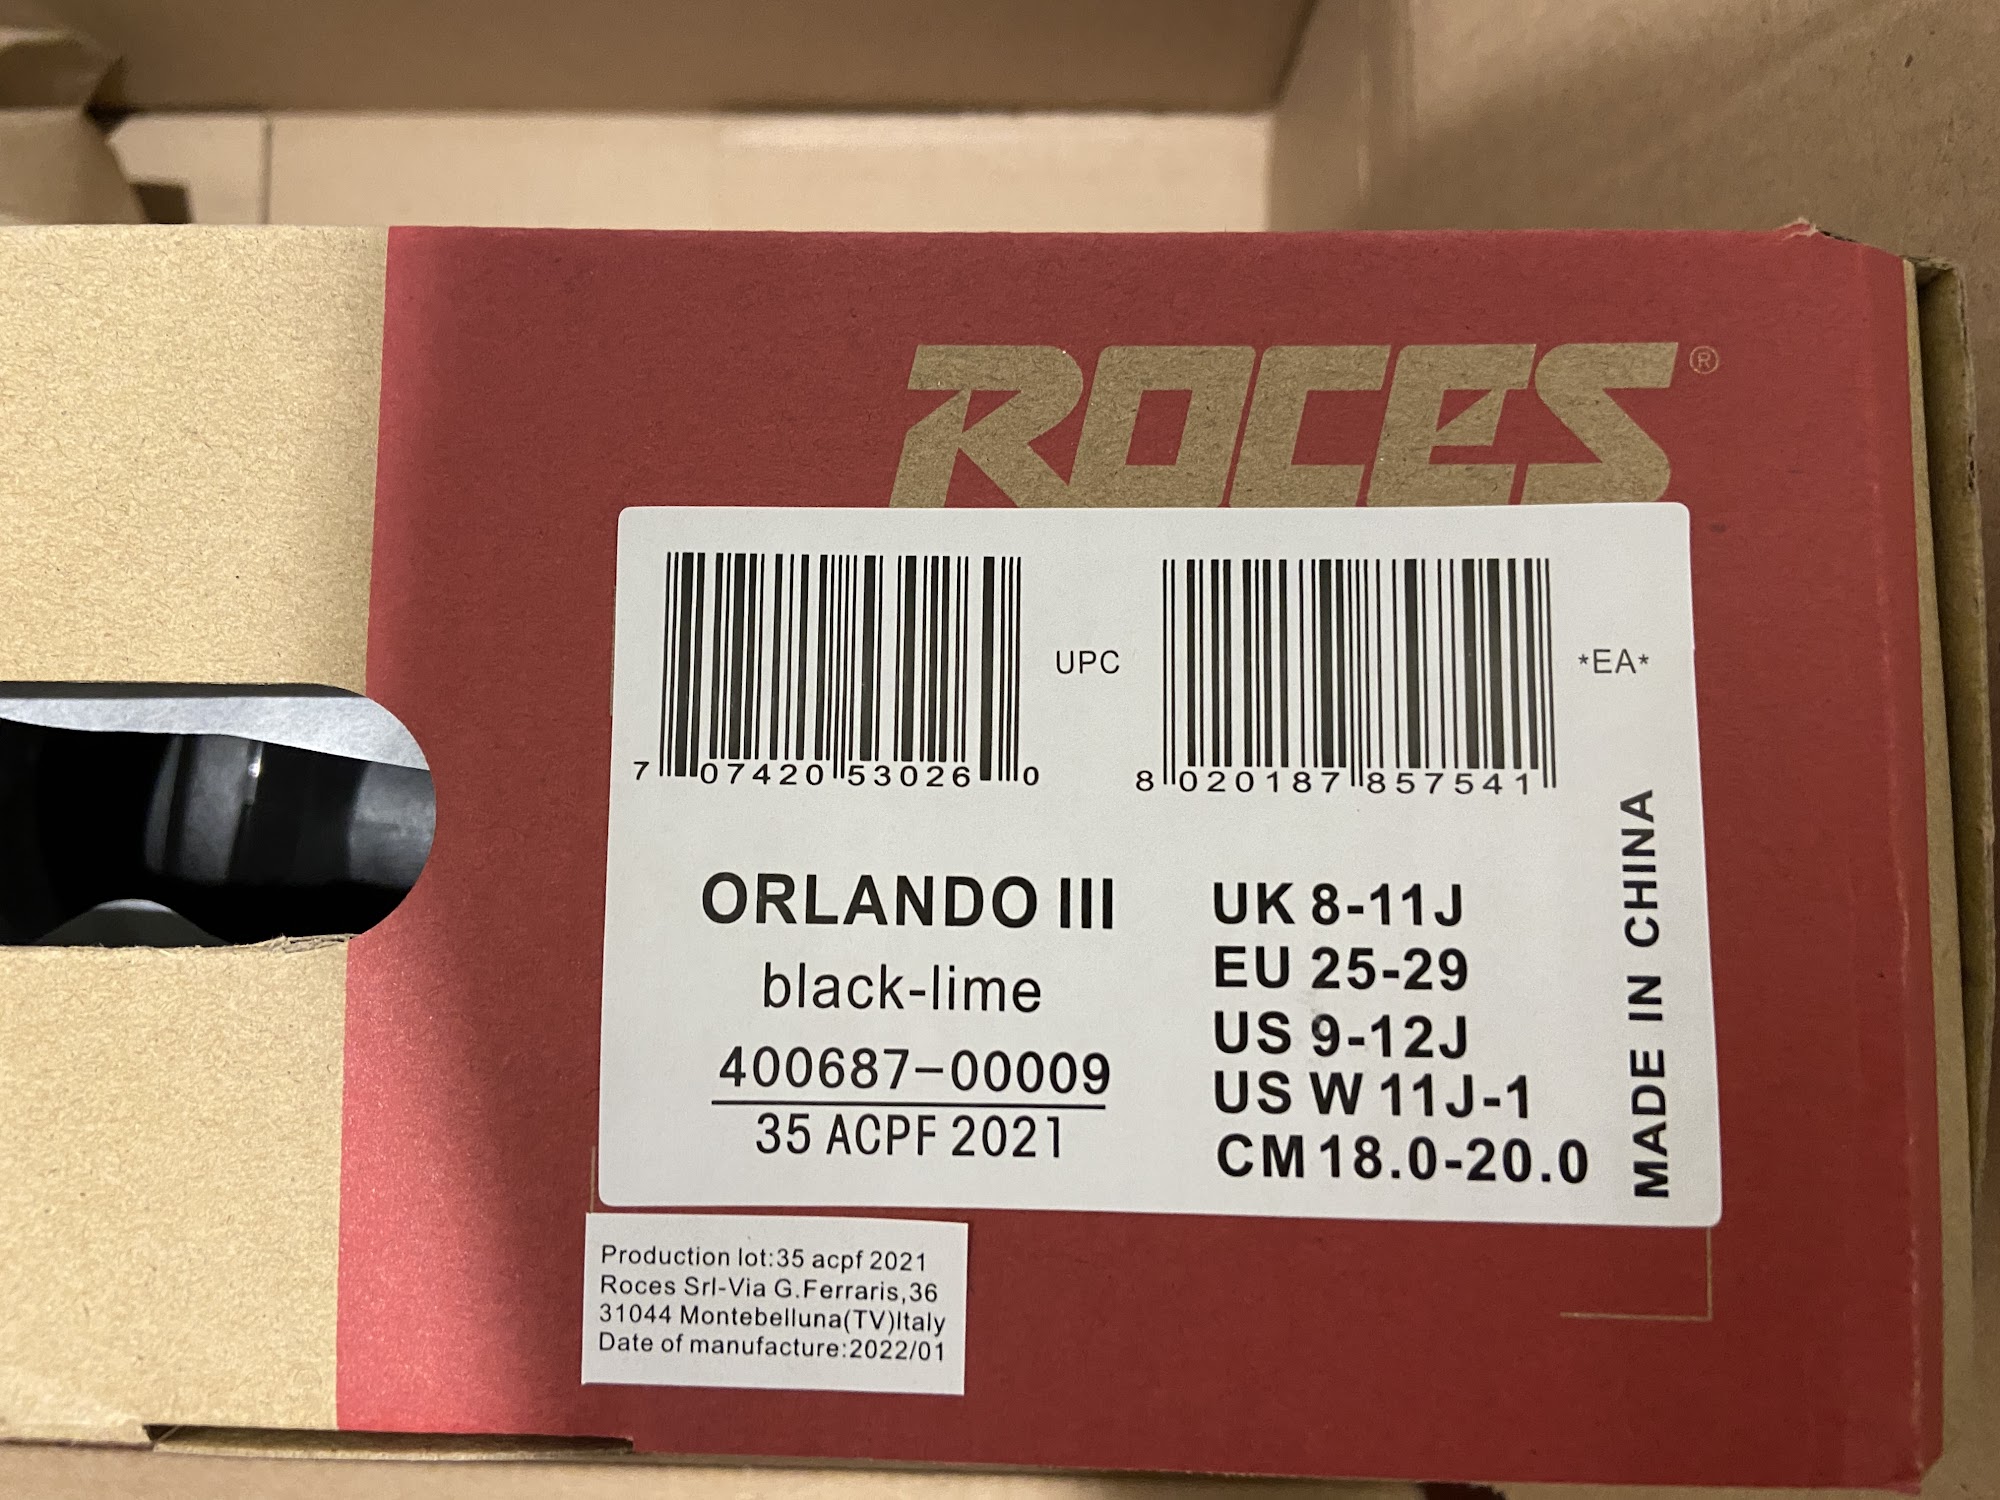 ROCES®
UPC
*EA*
7 07420 53026 0
8 020187 857541
ORLANDO III
black-lime
400687-00009
35 ACPF 2021
UK 8-11J
EU 25-29
US 9-12J
US W 11J-1
CM 18.0-20.0
MADE IN CHINA
Production lot:35 acpf 2021
Roces Srl-Via G.Ferraris,36
31044 Montebelluna(TV)Italy
Date of manufacture:2022/01